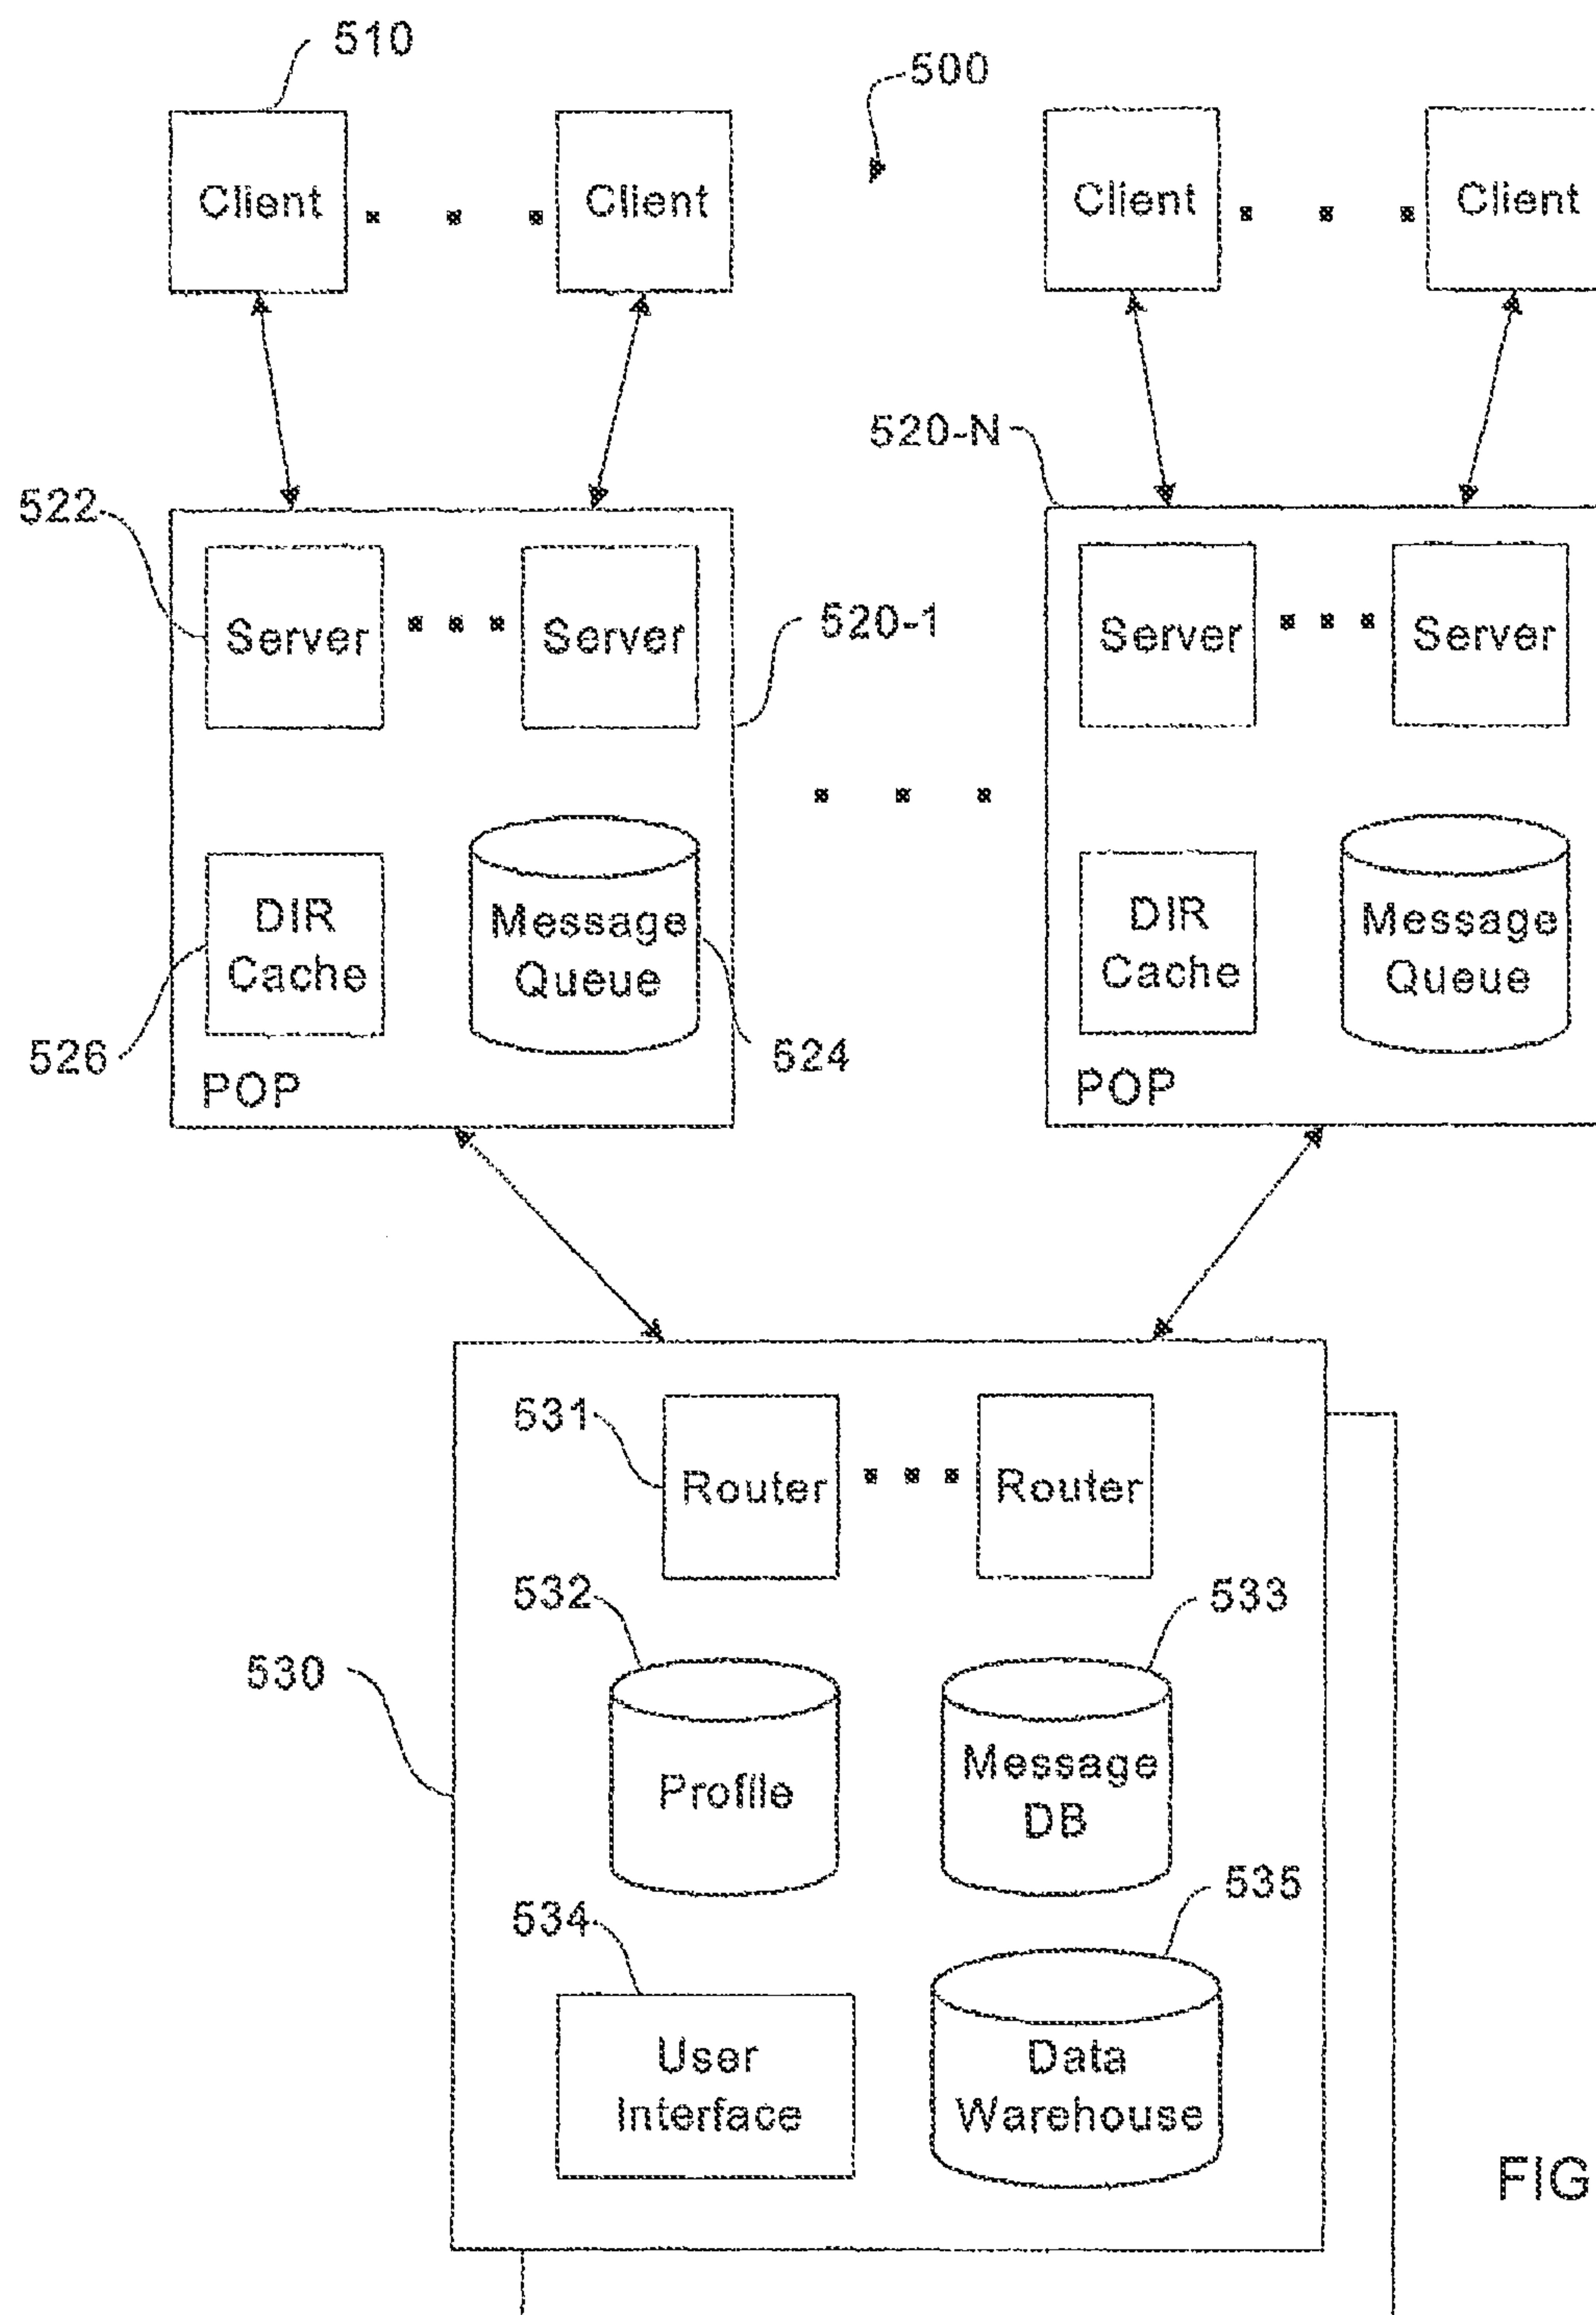 510
500
Client
Client
Client
Client
520-N
522
Server
Server
520-1
Server
Server
DIR
Cache
Message
Queue
DIR
Cache
Message
Queue
526
524
POP
POP
531
Router
Router
532
533
530
Profile
Message
DB
535
534
User
Interface
Data
Warehouse
FIG